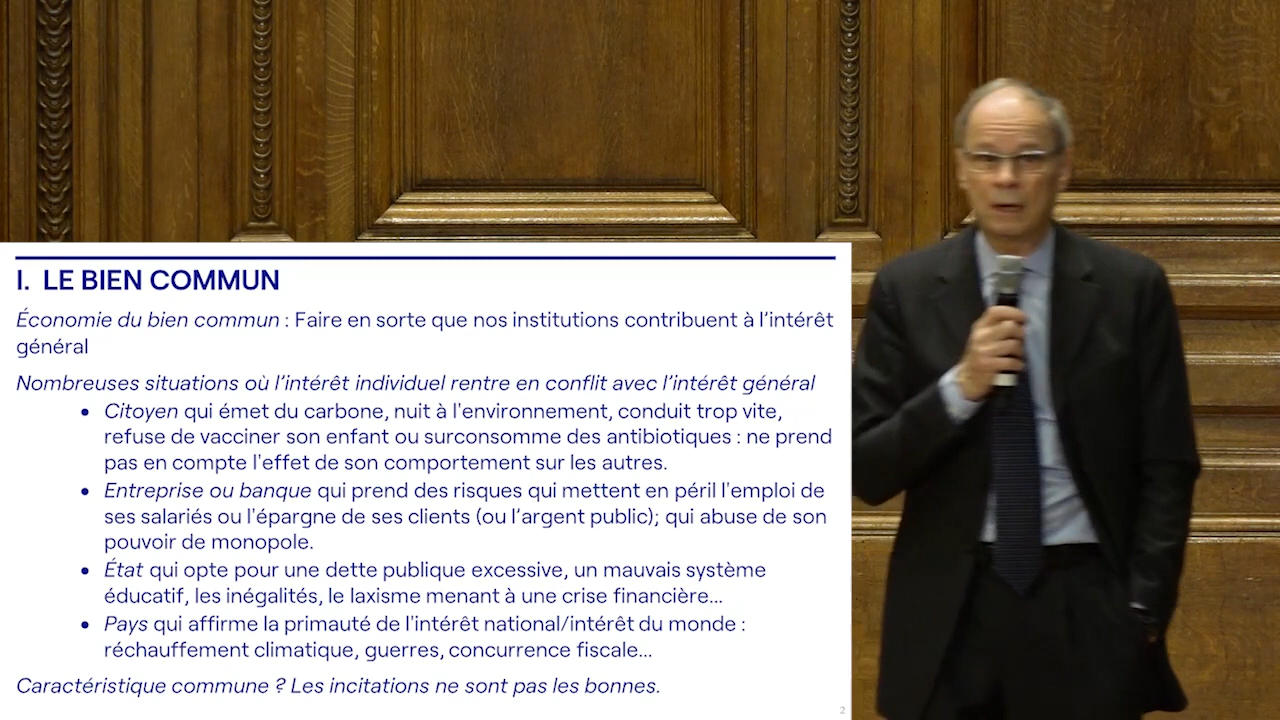 I. LE BIEN COMMUN
Économie du bien commun : Faire en sorte que nos institutions contribuent à l’intérêt
général
Nombreuses situations où l’intérêt individuel rentre en conflit avec l’intérêt général
• Citoyen qui émet du carbone, nuit à l'environnement, conduit trop vite,
refuse de vacciner son enfant ou surconsomme des antibiotiques : ne prend
pas en compte l'effet de son comportement sur les autres.
• Entreprise ou banque qui prend des risques qui mettent en péril l'emploi de
ses salariés ou l'épargne de ses clients (ou l’argent public); qui abuse de son
pouvoir de monopole.
• État qui opte pour une dette publique excessive, un mauvais système
éducatif, les inégalités, le laxisme menant à une crise financière...
• Pays qui affirme la primauté de l'intérêt national/intérêt du monde :
réchauffement climatique, guerres, concurrence fiscale...
Caractéristique commune ? Les incitations ne sont pas les bonnes.
2